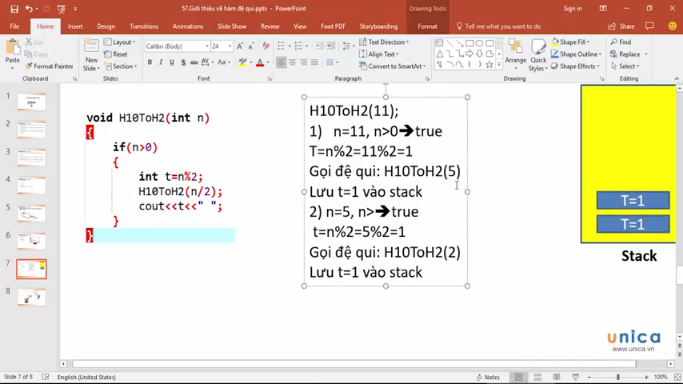 57.Giới thiệu về hàm đệ qui.pptx - PowerPoint
Drawing Tools
Sign in
File Home Insert Design Transitions Animations Slide Show Review View Foxit PDF Storyboarding Format Tell me what you want to do Share
Paste
Cut
Copy
Format Painter
Clipboard
New Slide
Layout
Reset
Section
Slides
Calibri (Body) 24
Font
Paragraph
Text Direction
Align Text
Convert to SmartArt
Arrange
Quick Styles
Shape Fill
Shape Outline
Shape Effects
Drawing
Find
Replace
Select
Editing
1
2
3
4
5
6
7
8
void H10ToH2(int n)
{
if(n>0)
{
int t=n%2;
H10ToH2(n/2);
cout<<t<<" ";
}
}
H10ToH2(11);
1) n=11, n>0➔true
T=n%2=11%2=1
Gọi đệ qui: H10ToH2(5)
Lưu t=1 vào stack
2) n=5, n>➔true
t=n%2=5%2=1
Gọi đệ qui: H10ToH2(2)
Lưu t=1 vào stack
T=1
T=1
Stack
unica
www.unica.vn
Slide 7 of 8 English (United States) Notes 100%